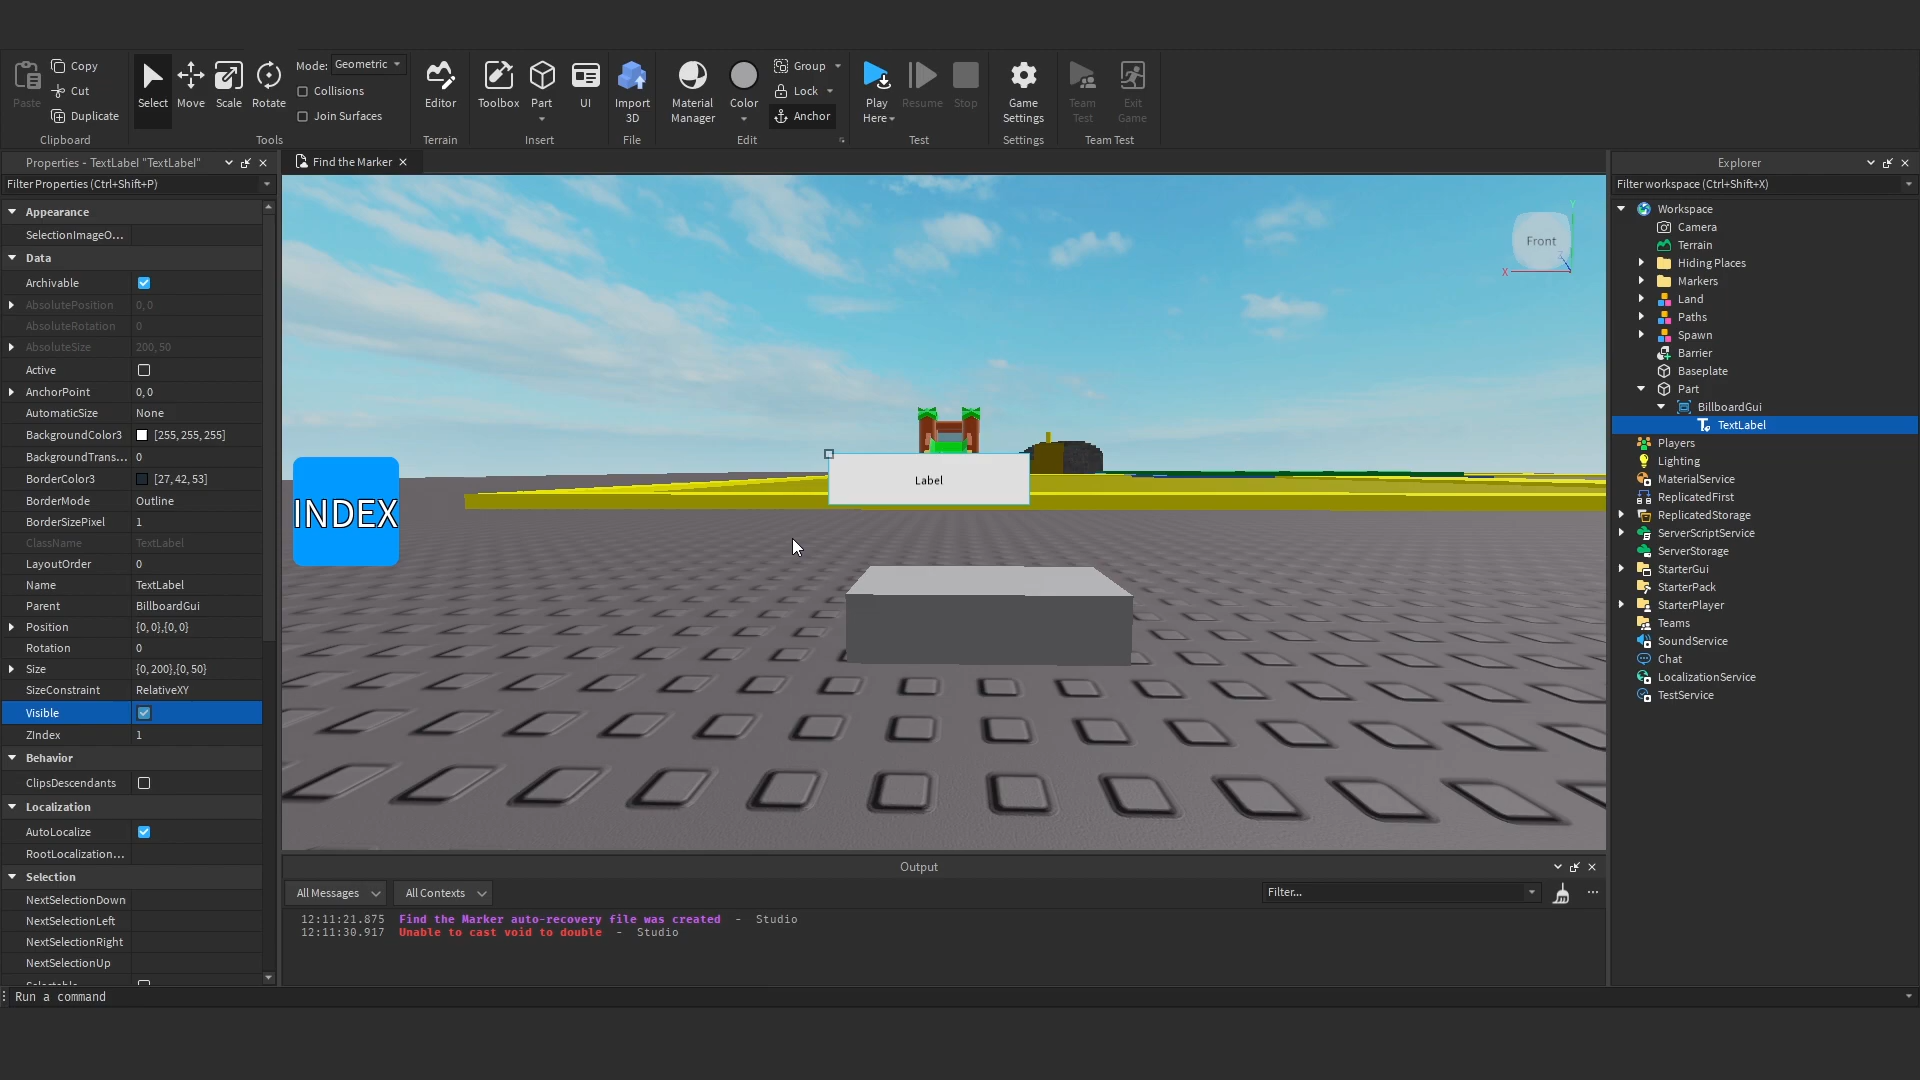 Paste
Copy
Cut
Duplicate
Clipboard
Select
Move
Scale
Rotate
Mode: Geometric
Collisions
Join Surfaces
Tools
Editor
Terrain
Toolbox
Part
UI
Insert
Import
3D
File
Material
Manager
Color
Group
Lock
Anchor
Edit
Play
Here
Resume
Stop
Test
Game
Settings
Settings
Team
Test
Exit
Game
Team Test
Properties - TextLabel "TextLabel"
Filter Properties (Ctrl+Shift+P)
Appearance
SelectionImageO...
Data
Archivable
AbsolutePosition 0, 0
AbsoluteRotation 0
AbsoluteSize 200, 50
Active
AnchorPoint 0, 0
AutomaticSize None
BackgroundColor3 [255, 255, 255]
BackgroundTrans... 0
BorderColor3 [27, 42, 53]
BorderMode Outline
BorderSizePixel 1
ClassName TextLabel
LayoutOrder 0
Name TextLabel
Parent BillboardGui
Position {0, 0},{0, 0}
Rotation 0
Size {0, 200},{0, 50}
SizeConstraint RelativeXY
Visible
ZIndex 1
Behavior
ClipsDescendants
Localization
AutoLocalize
RootLocalization...
Selection
NextSelectionDown
NextSelectionLeft
NextSelectionRight
NextSelectionUp
Find the Marker
INDEX
Label
Front
X
Y
Z
Output
All Messages
All Contexts
Filter...
12:11:21.875 Find the Marker auto-recovery file was created - Studio
12:11:30.917 Unable to cast void to double - Studio
Explorer
Filter workspace (Ctrl+Shift+X)
Workspace
Camera
Terrain
Hiding Places
Markers
Land
Paths
Spawn
Barrier
Baseplate
Part
BillboardGui
TextLabel
Players
Lighting
MaterialService
ReplicatedFirst
ReplicatedStorage
ServerScriptService
ServerStorage
StarterGui
StarterPack
StarterPlayer
Teams
SoundService
Chat
LocalizationService
TestService
Run a command